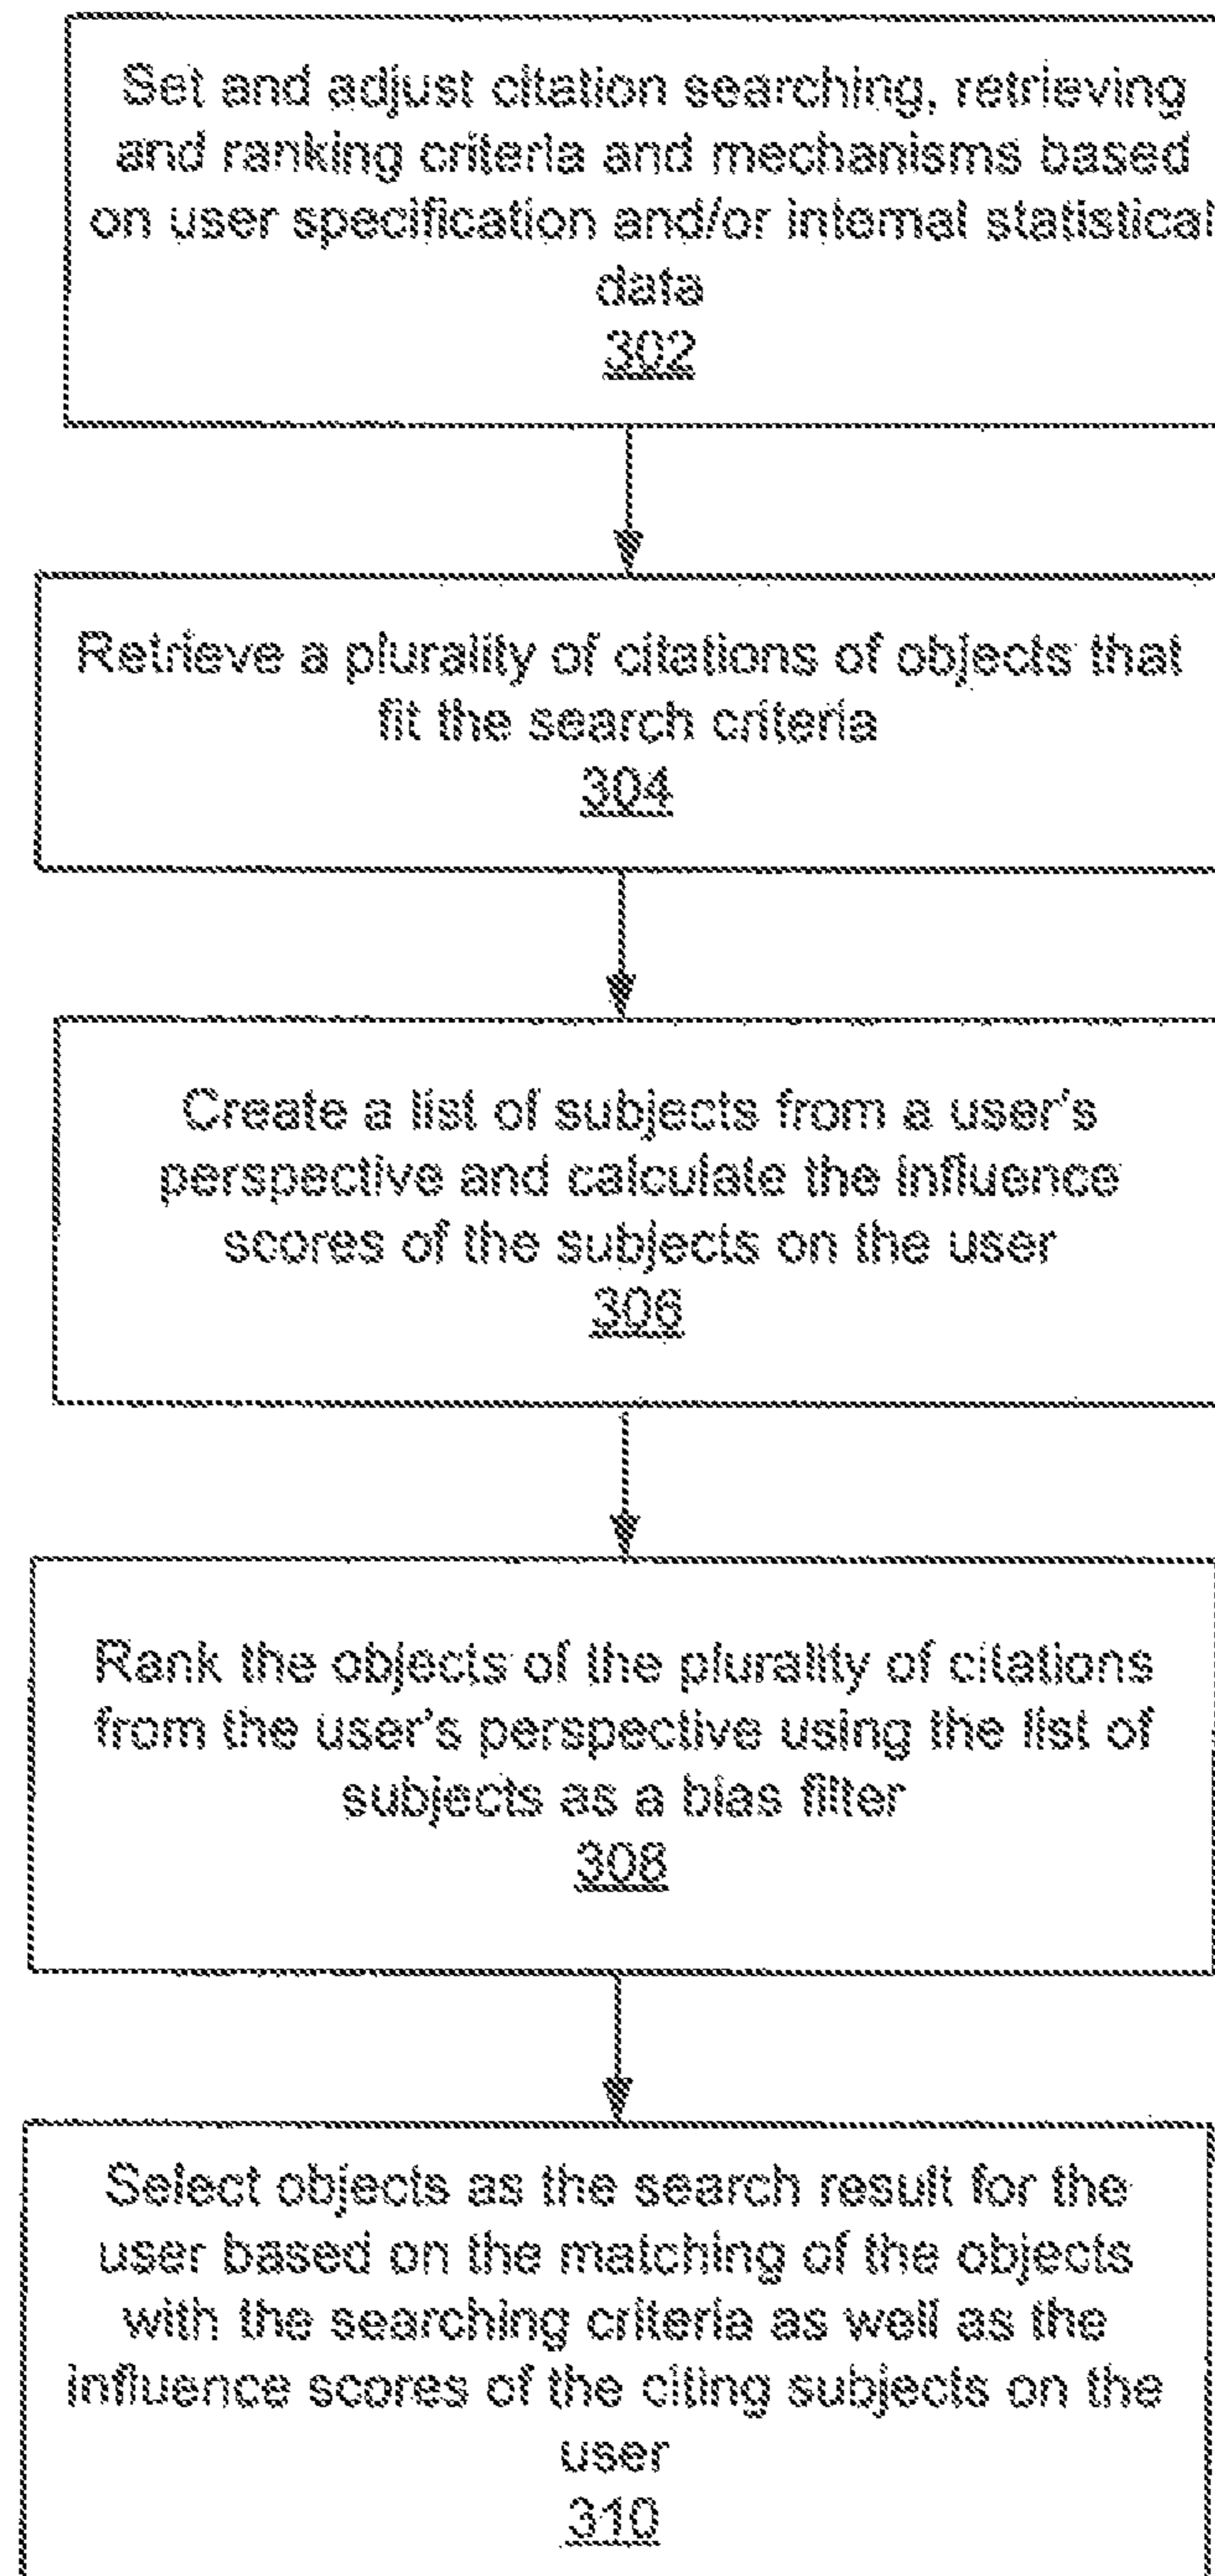 Set and adjust citation searching, retrieving
and ranking criteria and mechanisms based
on user specification and/or internal statistical
data
302
Retrieve a plurality of citations of objects that
fit the search criteria
304
Create a list of subjects from a user's
perspective and calculate the influence
scores of the subjects on the user
306
Rank the objects of the plurality of citations
from the user's perspective using the list of
subjects as a bias filter
308
Select objects as the search result for the
user based on the matching of the objects
with the searching criteria as well as the
influence scores of the citing subjects on the
user
310